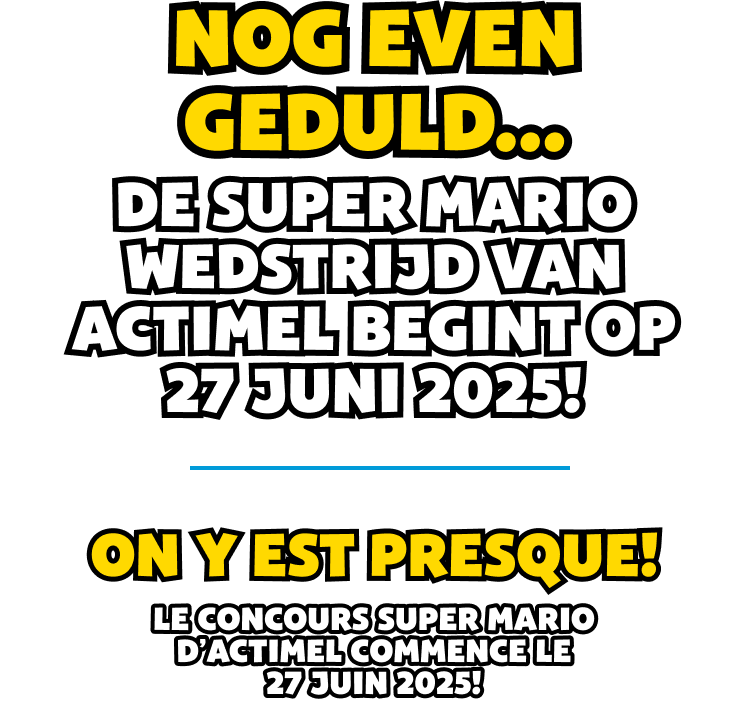 NOG EVEN
GEDULD...
DE SUPER MARIO
WEDSTRIJD VAN
ACTIMEL BEGINT OP
27 JUNI 2025!
ON Y EST PRESQUE!
LE CONCOURS SUPER MARIO
D'ACTIMEL COMMENCE LE
27 JUIN 2025!